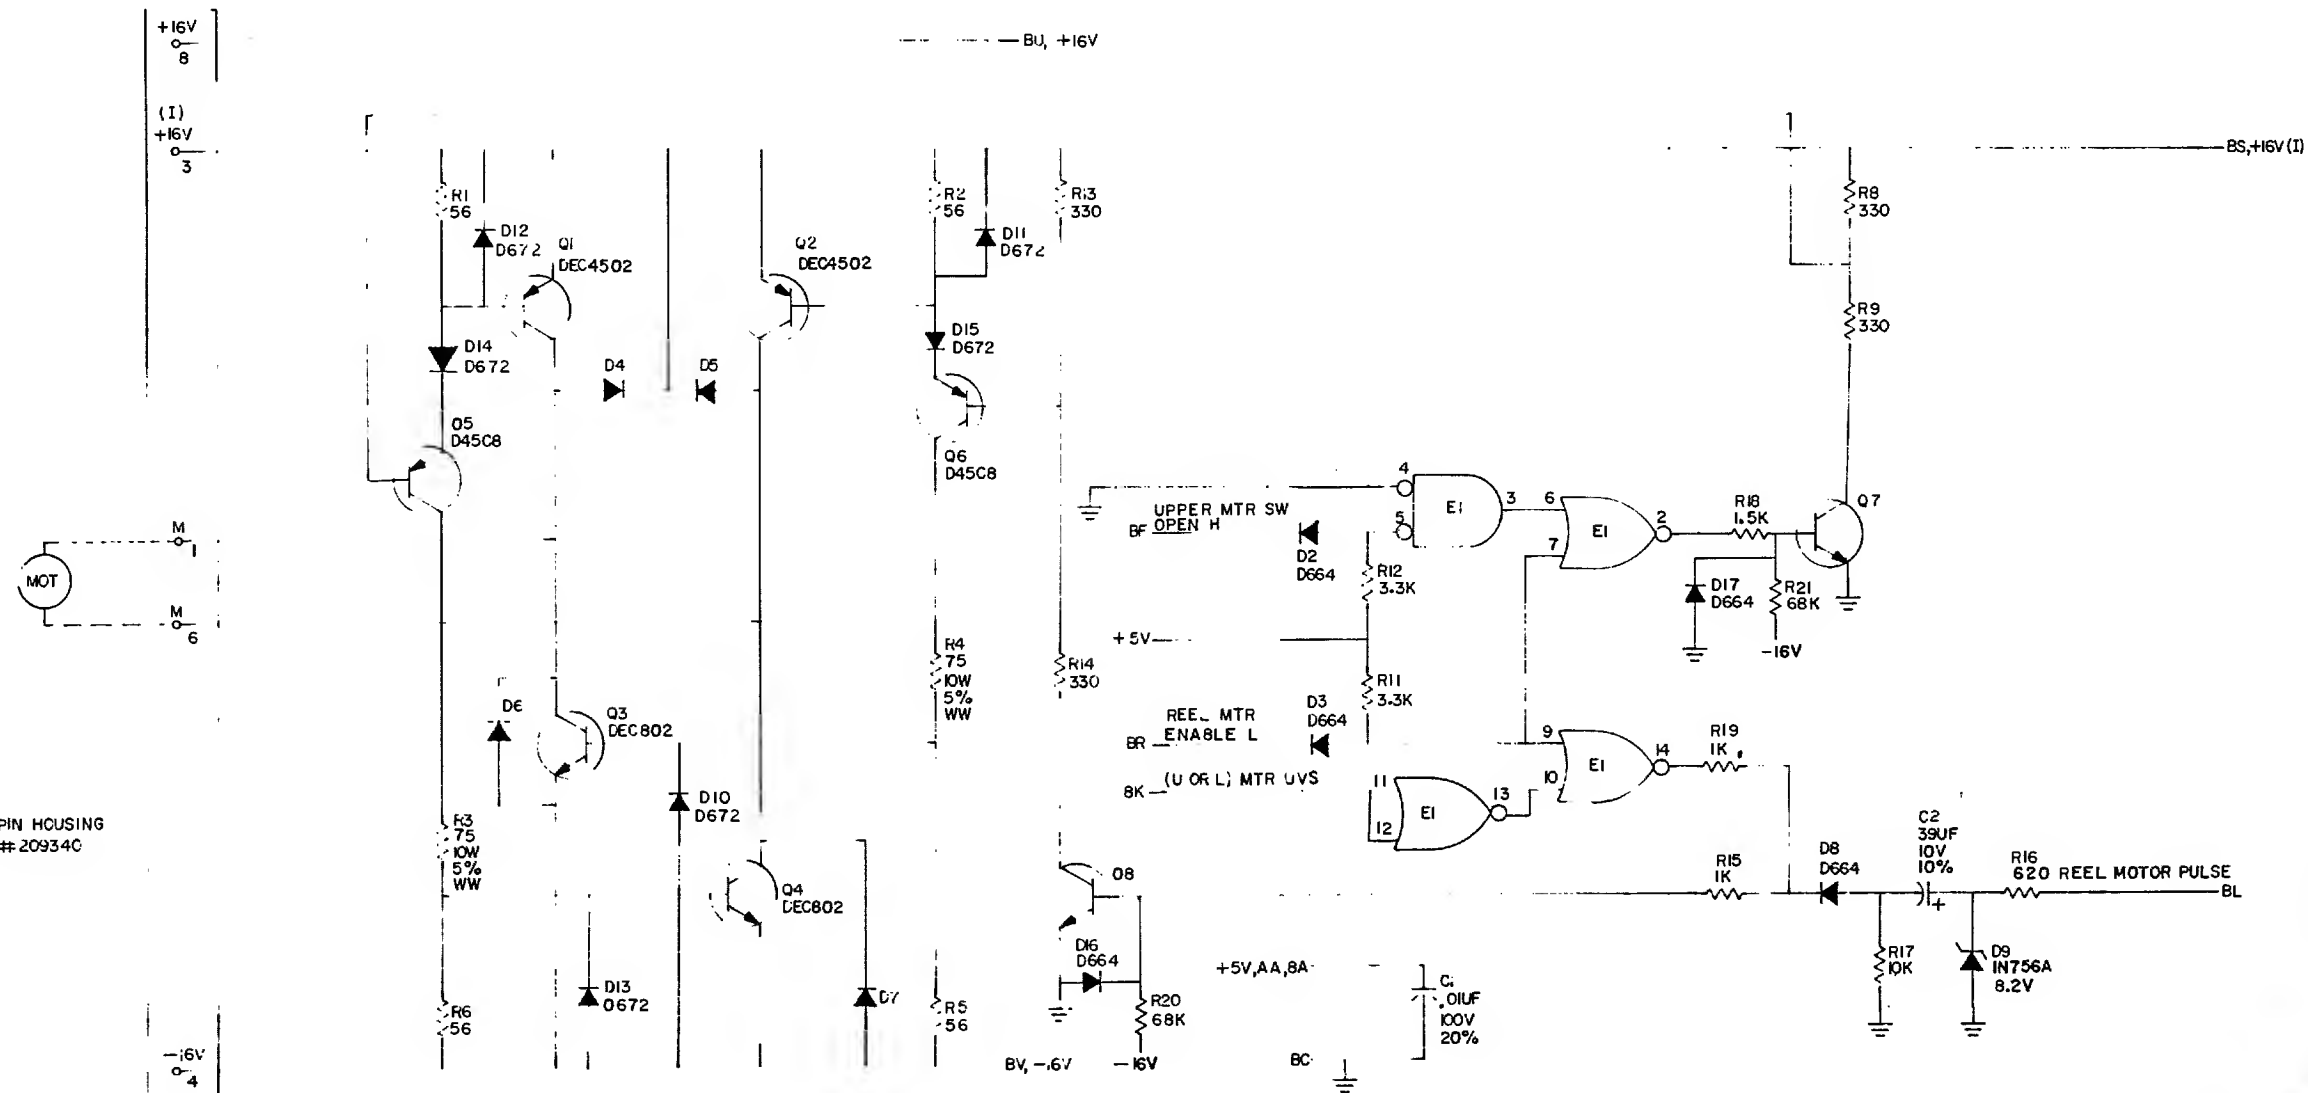 +16V
8
BU, +16V
(I)
+16V
3
BS,+16V(I)
R1
56
D12
D672
Q1
DEC4502
Q2
DEC4502
R2
56
D11
D672
R13
330
R8
330
R9
330
D14
D672
D4
D5
D15
D672
Q5
D45C8
Q6
D45C8
M
1
MOT
M
6
UPPER MTR SW
BF OPEN H
D2
D664
4
5
E1
3
6
7
E1
2
R18
1.5K
Q7
R12
3.3K
D17
D664
R21
68K
-16V
+5V
R4
75
10W
5%
WW
R14
330
R11
3.3K
D6
Q3
DEC802
REEL MTR
BR ENABLE L
D3
D664
9
10
E1
14
R19
1K
(U OR L) MTR UVS
8K
11
12
E1
13
D10
D672
PIN HOUSING
#209340
R3
75
10W
5%
WW
Q4
DEC802
Q8
R15
1K
D8
D664
C2
39UF
10V
10%
R16
620 REEL MOTOR PULSE
BL
D16
D664
+5V,AA,8A
R17
10K
D9
1N756A
8.2V
D13
D672
D7
R6
56
R5
56
R20
68K
C1
.01UF
100V
20%
-16V
4
BV, -16V
-16V
BC